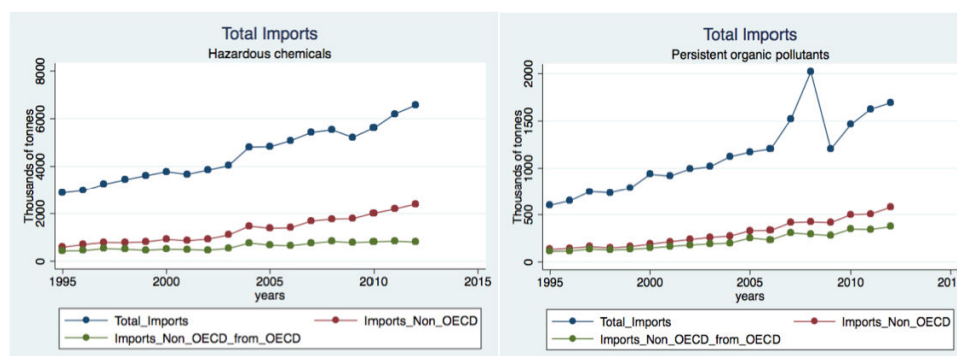 Total Imports
Hazardous chemicals
Thousands of tonnes
8000
6000
4000
2000
0
1995 2000 2005 2010 2015
years
Total_Imports Imports_Non_OECD
Imports_Non_OECD_from_OECD
Total Imports
Persistent organic pollutants
Thousands of tonnes
2000
1500
1000
500
0
1995 2000 2005 2010 201
years
Total_Imports Imports_Non_OECD
Imports_Non_OECD_from_OECD